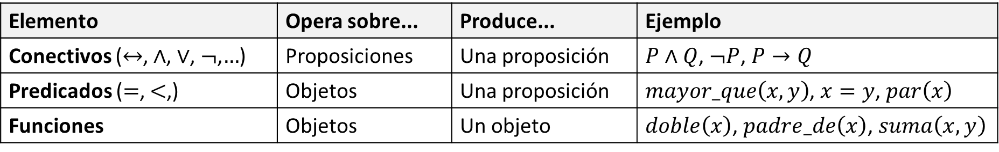 Elemento Opera sobre... Produce... Ejemplo
Conectivos (↔, ∧, ∨, ¬,...) Proposiciones Una proposición P ∧ Q, ¬P, P → Q
Predicados (=, <,) Objetos Una proposición mayor_que(x, y), x = y, par(x)
Funciones Objetos Un objeto doble(x), padre_de(x), suma(x, y)